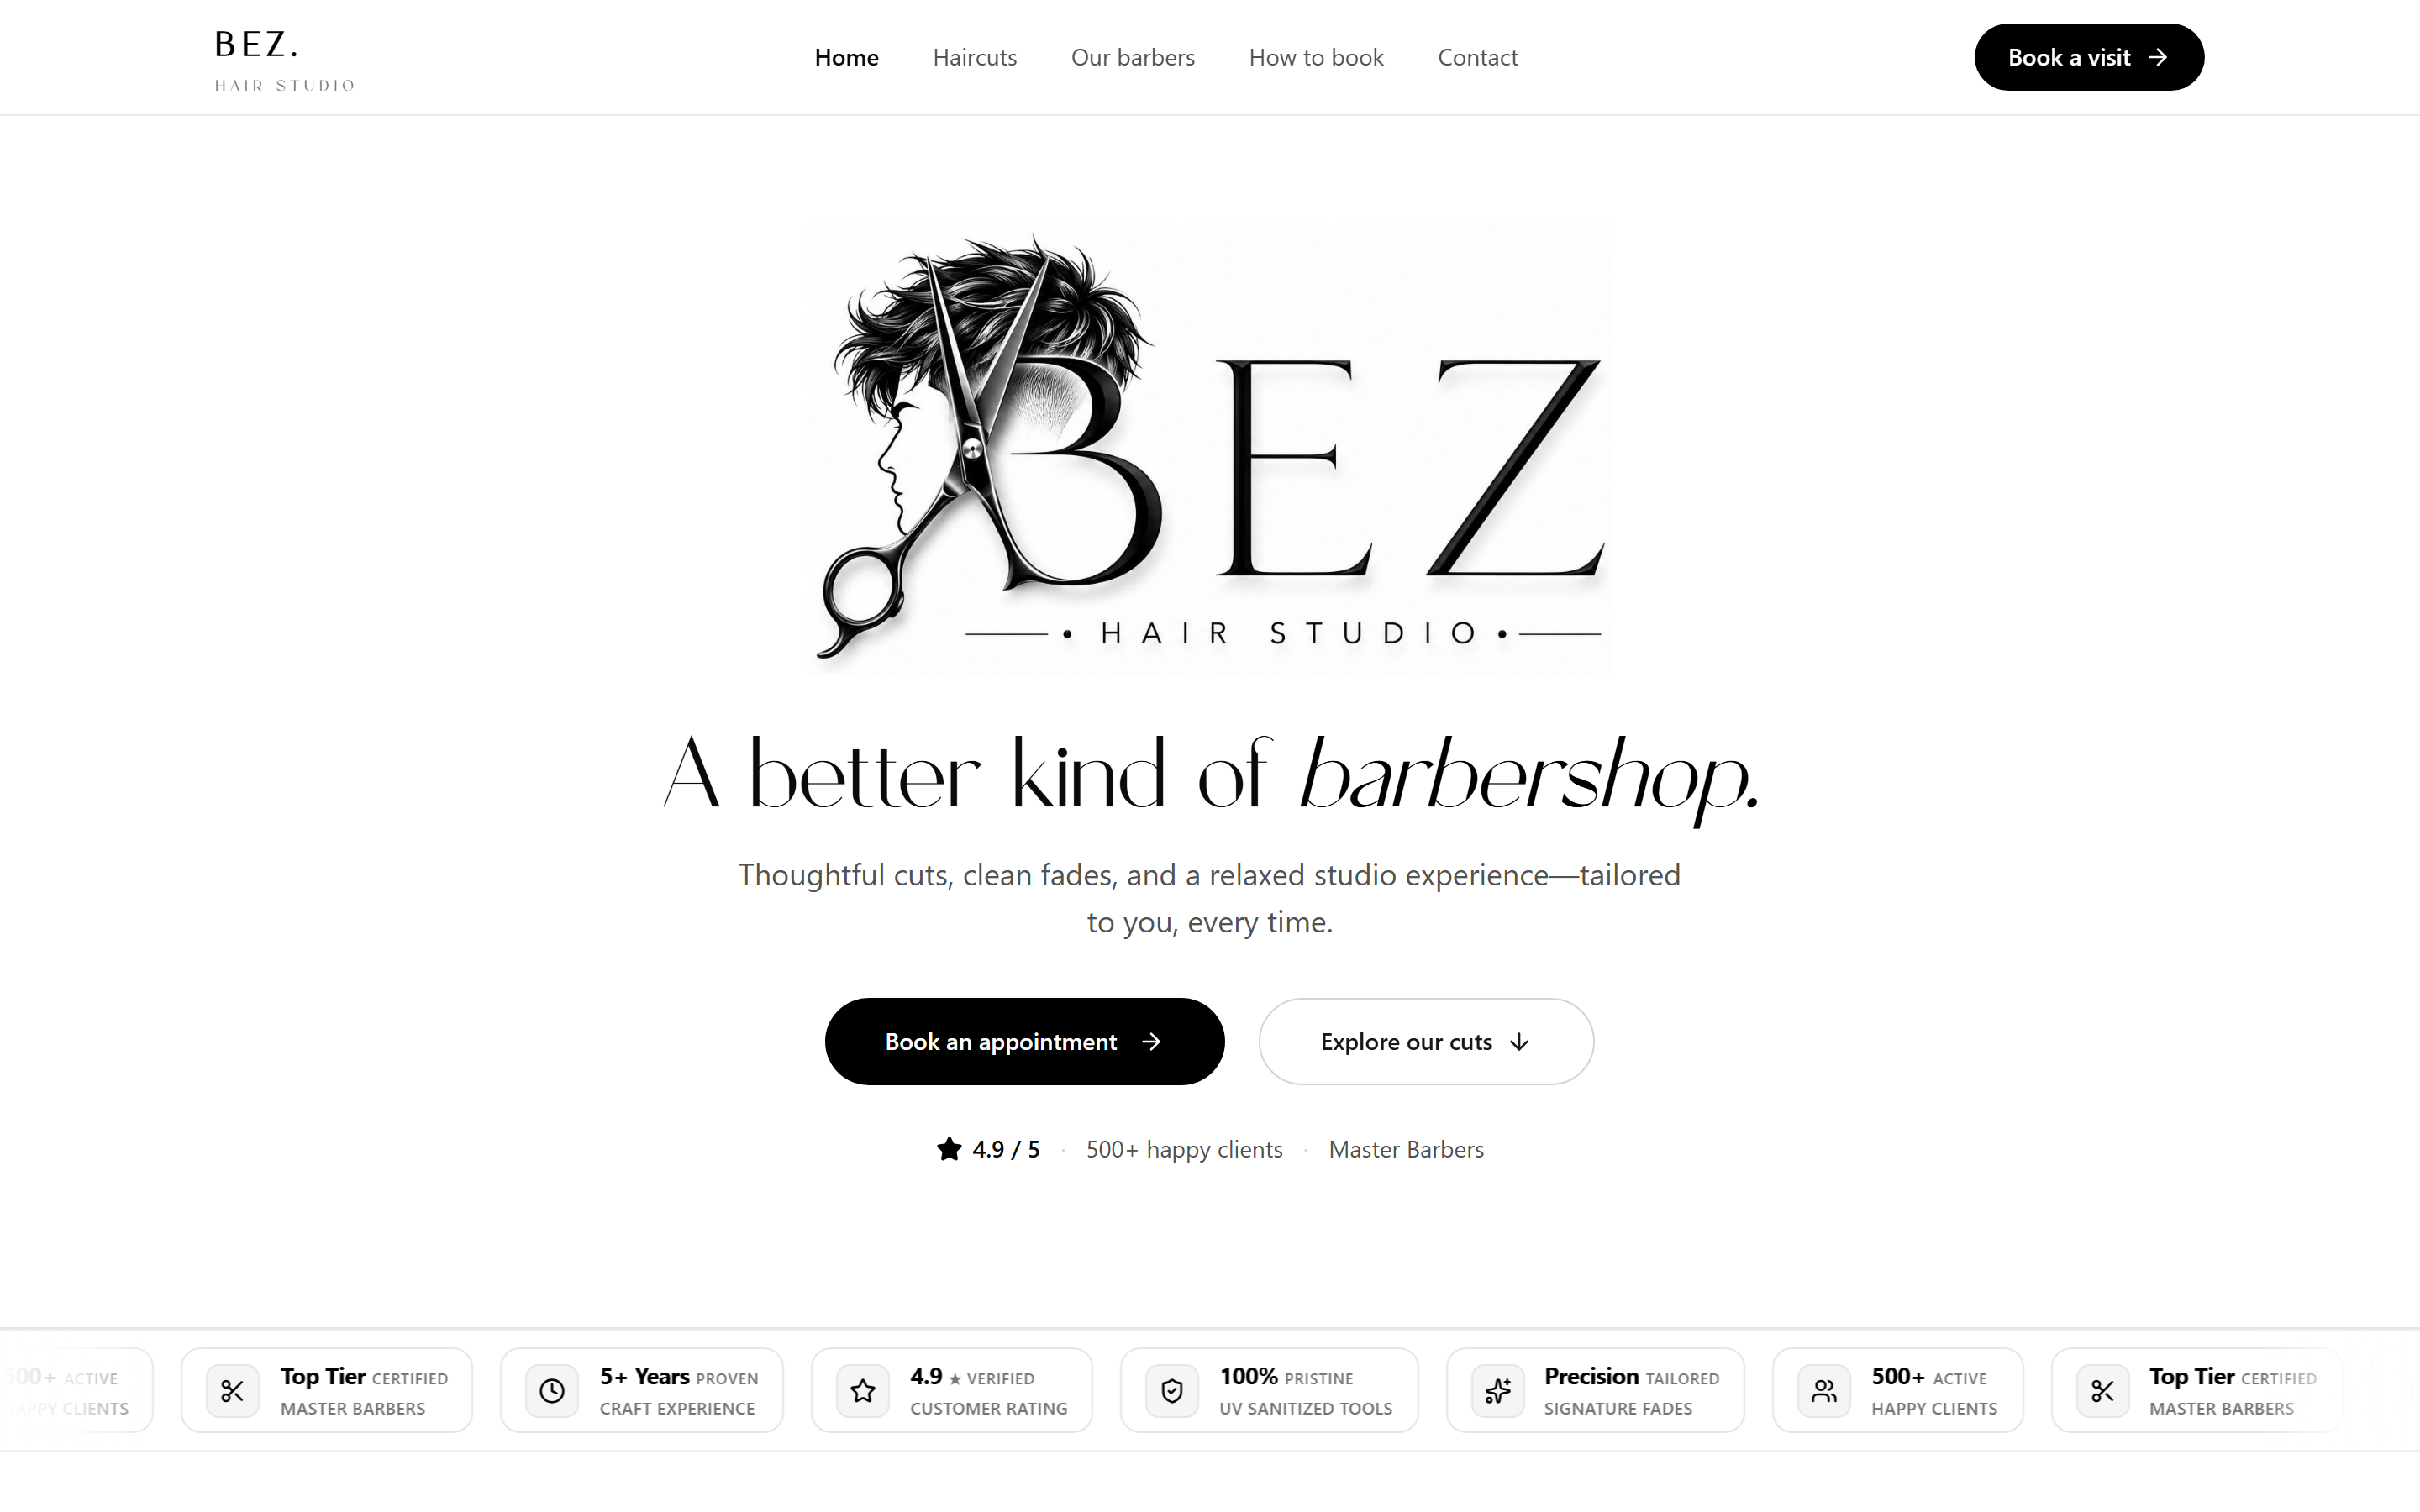 BEZ.
HAIR STUDIO
Home Haircuts Our barbers How to book Contact
Book a visit →
BEZ
• HAIR STUDIO •
A better kind of barbershop.
Thoughtful cuts, clean fades, and a relaxed studio experience—tailored
to you, every time.
Book an appointment →
Explore our cuts ↓
★ 4.9 / 5 · 500+ happy clients · Master Barbers
500+ ACTIVE
HAPPY CLIENTS
Top Tier CERTIFIED
MASTER BARBERS
5+ Years PROVEN
CRAFT EXPERIENCE
4.9 ★ VERIFIED
CUSTOMER RATING
100% PRISTINE
UV SANITIZED TOOLS
Precision TAILORED
SIGNATURE FADES
500+ ACTIVE
HAPPY CLIENTS
Top Tier CERTIFIED
MASTER BARBERS